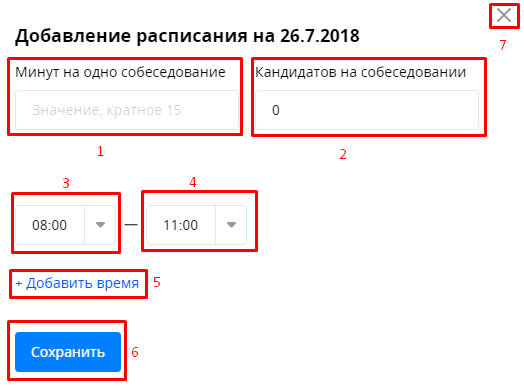 7
Добавление расписания на 26.7.2018
Минут на одно собеседование Кандидатов на собеседовании
Значение, кратное 15 0
1 2
3 4
08:00 — 11:00
+ Добавить время 5
Сохранить 6